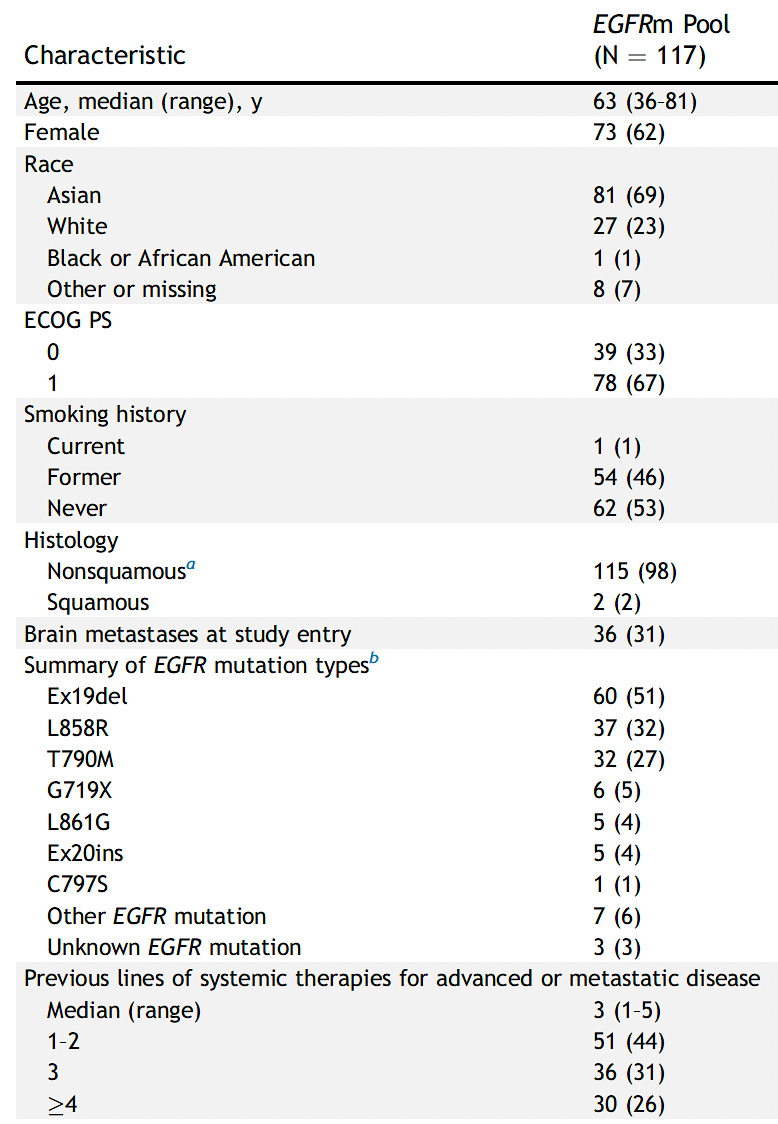 Characteristic EGFRm Pool (N = 117)
Age, median (range), y 63 (36–81)
Female 73 (62)
Race
Asian 81 (69)
White 27 (23)
Black or African American 1 (1)
Other or missing 8 (7)
ECOG PS
0 39 (33)
1 78 (67)
Smoking history
Current 1 (1)
Former 54 (46)
Never 62 (53)
Histology
Nonsquamousᵃ 115 (98)
Squamous 2 (2)
Brain metastases at study entry 36 (31)
Summary of EGFR mutation typesᵇ
Ex19del 60 (51)
L858R 37 (32)
T790M 32 (27)
G719X 6 (5)
L861G 5 (4)
Ex20ins 5 (4)
C797S 1 (1)
Other EGFR mutation 7 (6)
Unknown EGFR mutation 3 (3)
Previous lines of systemic therapies for advanced or metastatic disease
Median (range) 3 (1–5)
1–2 51 (44)
3 36 (31)
≥4 30 (26)